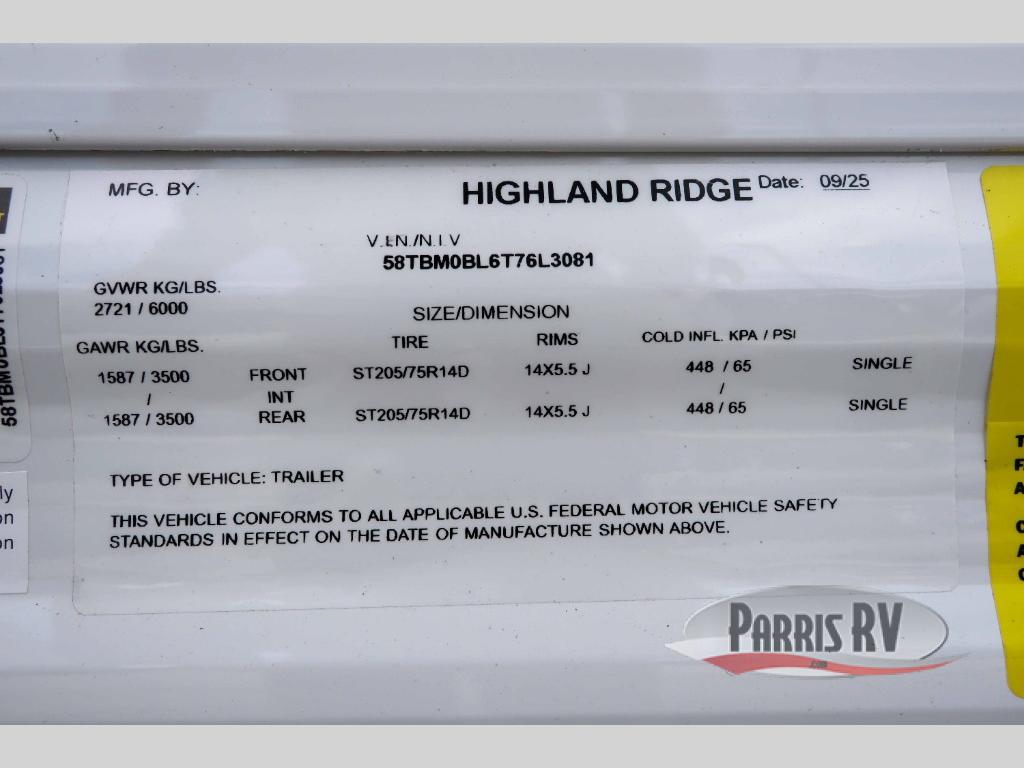 MFG. BY: HIGHLAND RIDGE Date: 09/25
V.I.N./N.I.V
58TBM0BL6T76L3081
GVWR KG/LBS.
2721 / 6000
SIZE/DIMENSION
GAWR KG/LBS. TIRE RIMS COLD INFL. KPA / PSI
1587 / 3500 FRONT ST205/75R14D 14X5.5 J 448 / 65 SINGLE
/ INT /
1587 / 3500 REAR ST205/75R14D 14X5.5 J 448 / 65 SINGLE
TYPE OF VEHICLE: TRAILER
THIS VEHICLE CONFORMS TO ALL APPLICABLE U.S. FEDERAL MOTOR VEHICLE SAFETY
STANDARDS IN EFFECT ON THE DATE OF MANUFACTURE SHOWN ABOVE.
PARRIS RV
.com